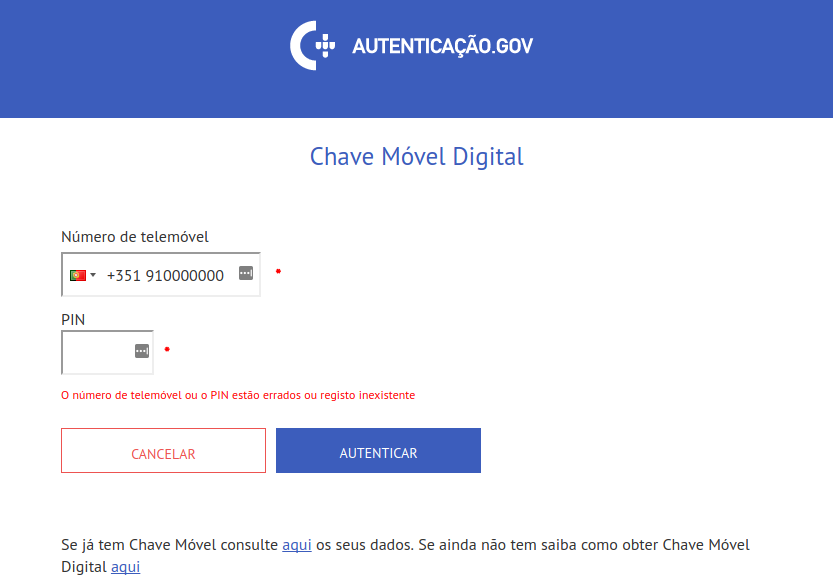 AUTENTICAÇÃO.GOV
Chave Móvel Digital
Número de telemóvel
+351 910000000
*
PIN
*
O número de telemóvel ou o PIN estão errados ou registo inexistente
CANCELAR
AUTENTICAR
Se já tem Chave Móvel consulte aqui os seus dados. Se ainda não tem saiba como obter Chave Móvel
Digital aqui